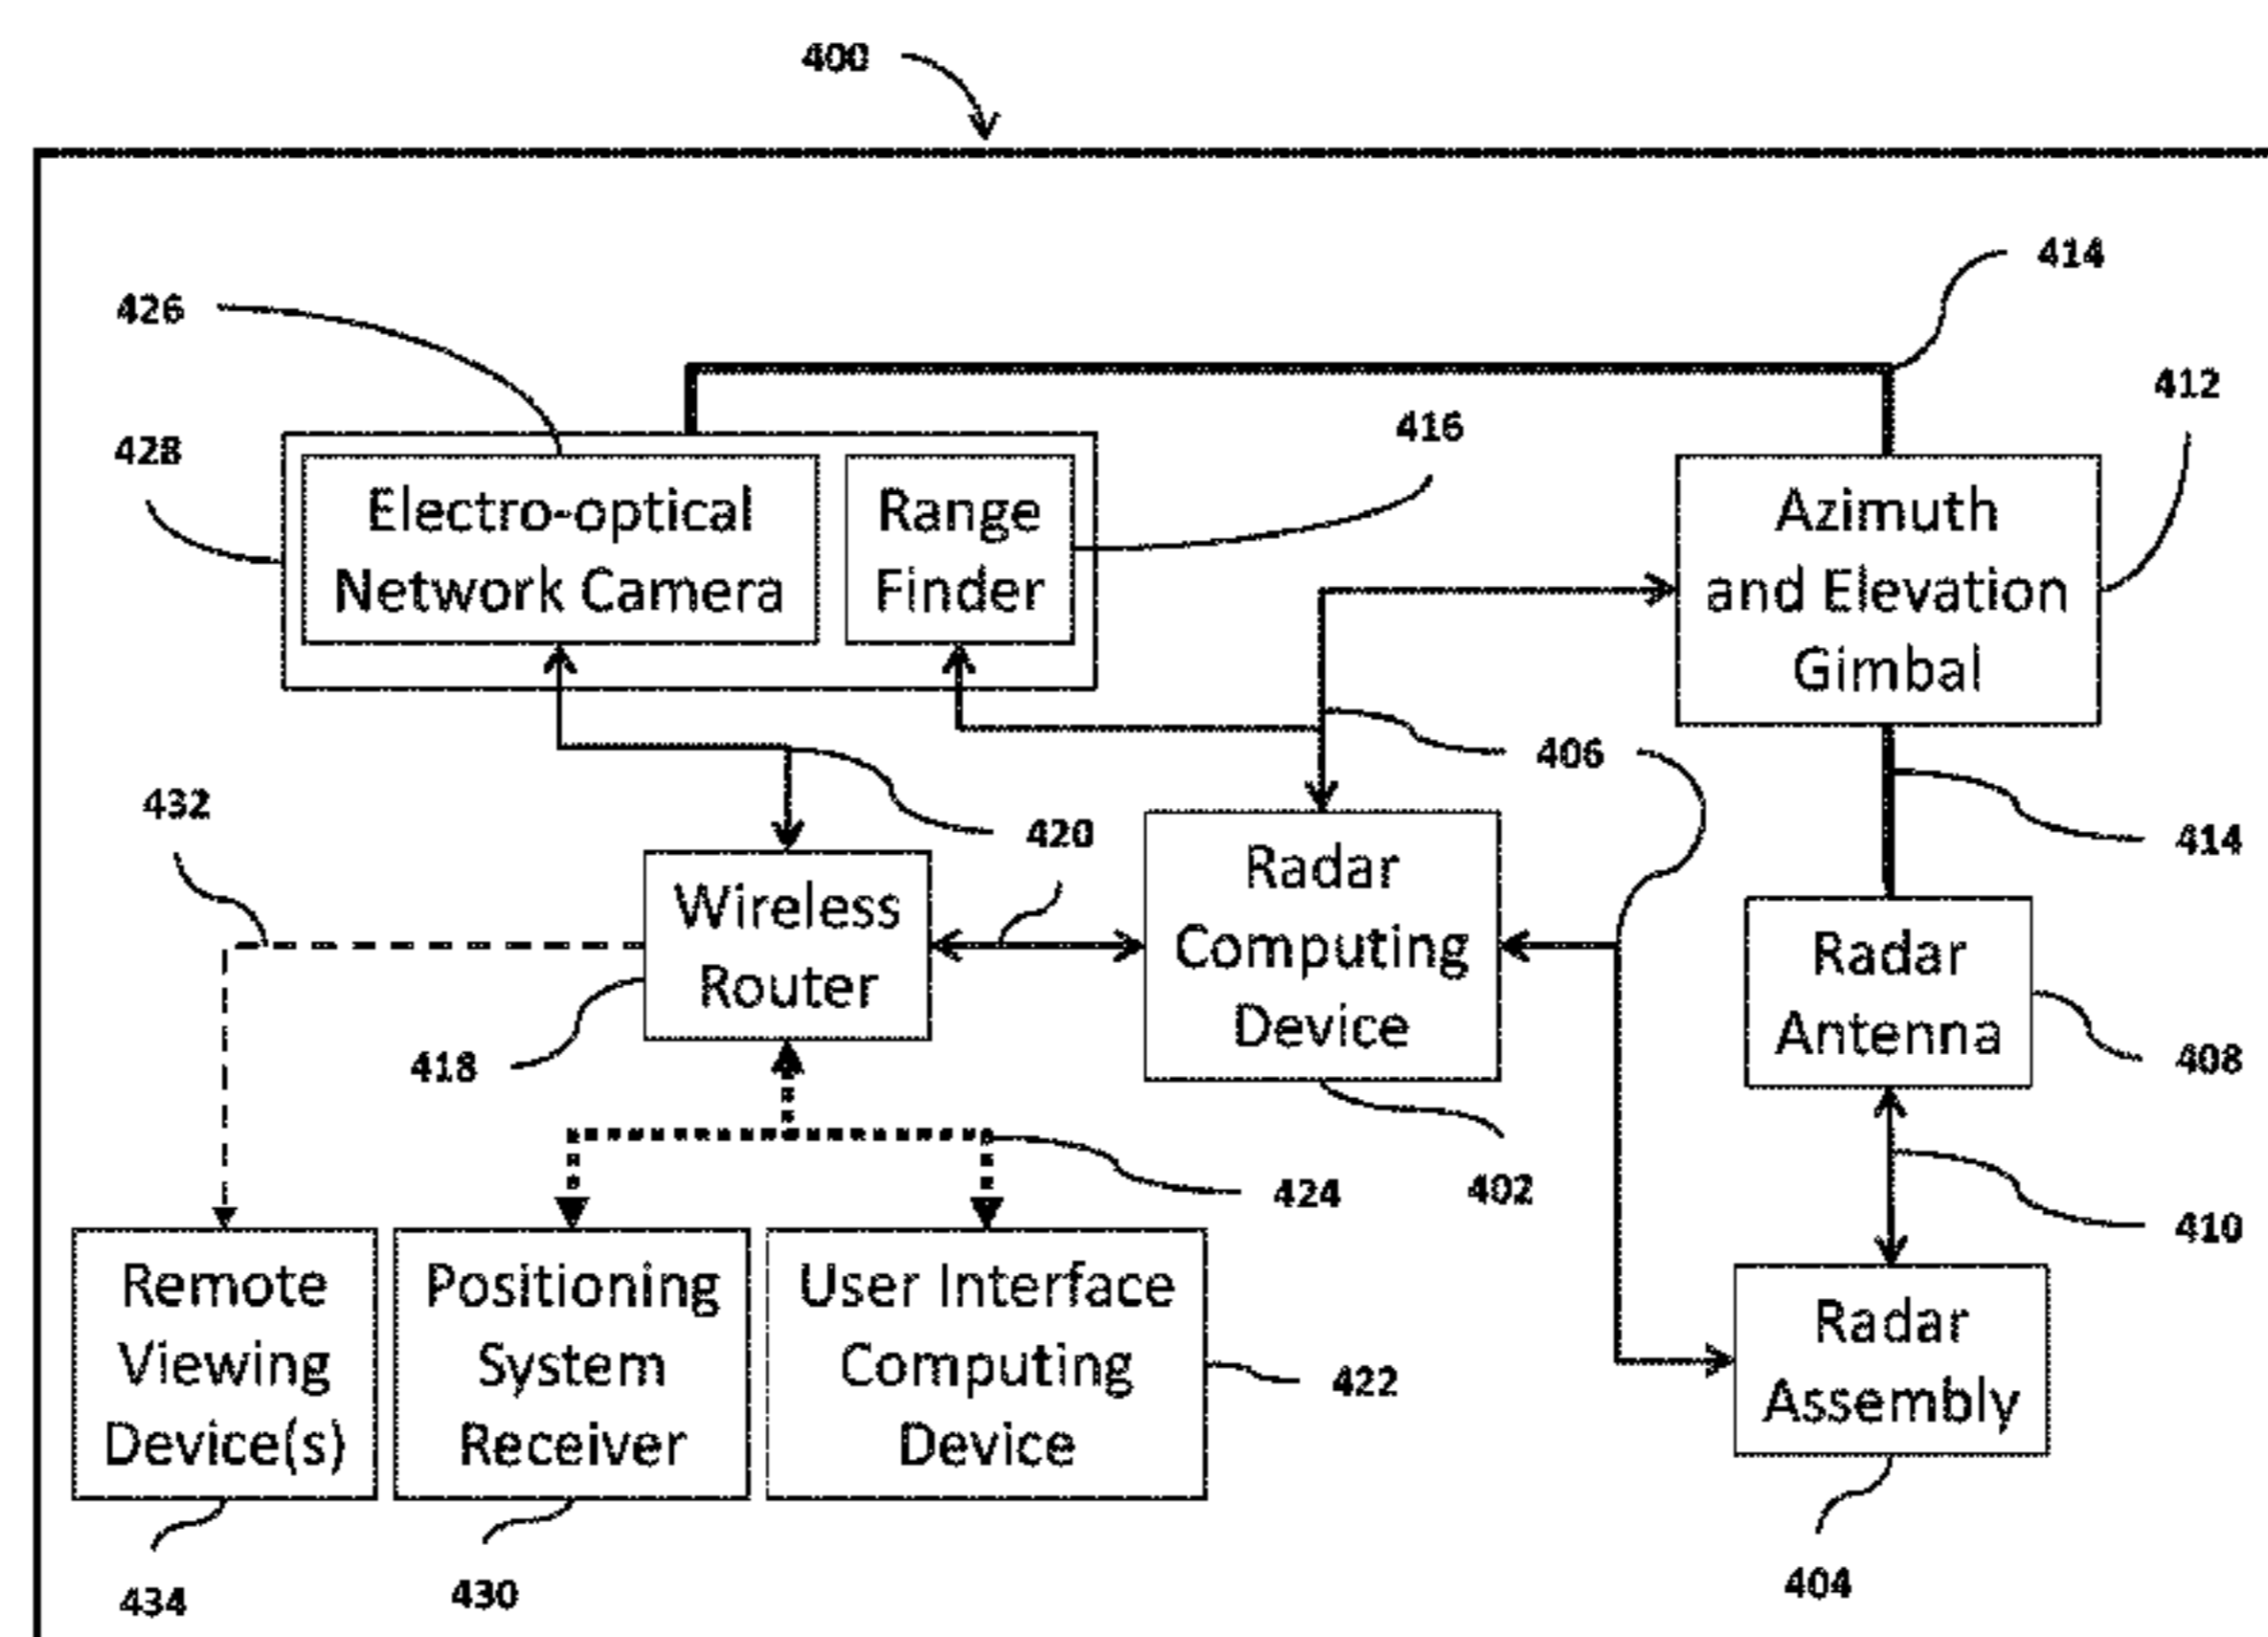 400
414
426
412
428
416
Electro-optical
Network Camera
Range
Finder
Azimuth
and Elevation
Gimbal
406
432
420
414
Wireless
Router
Radar
Computing
Device
Radar
Antenna
418
408
424
402
410
Remote
Viewing
Device(s)
Positioning
System
Receiver
User Interface
Computing
Device
422
Radar
Assembly
434
430
404